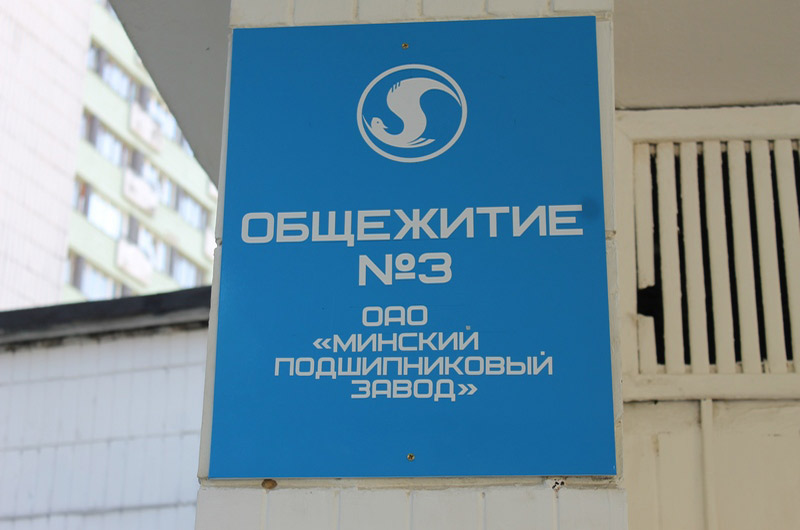 ОБЩЕЖИТИЕ
№3
ОАО
«МИНСКИЙ
ПОДШИПНИКОВЫЙ
ЗАВОД»